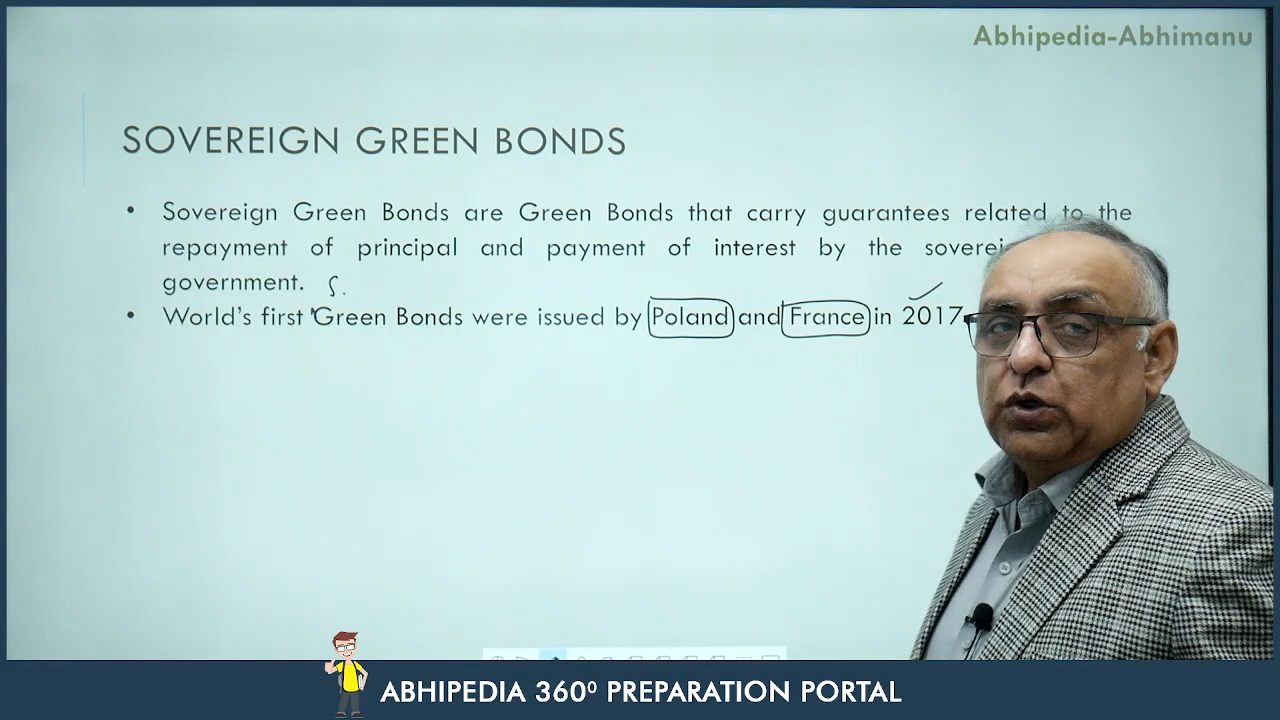 Abhipedia-Abhimanu
SOVEREIGN GREEN BONDS
• Sovereign Green Bonds are Green Bonds that carry guarantees related to the
repayment of principal and payment of interest by the
government. S.
• World's first Green Bonds were issued by Poland and France in 2017
ABHIPEDIA 360⁰ PREPARATION PORTAL